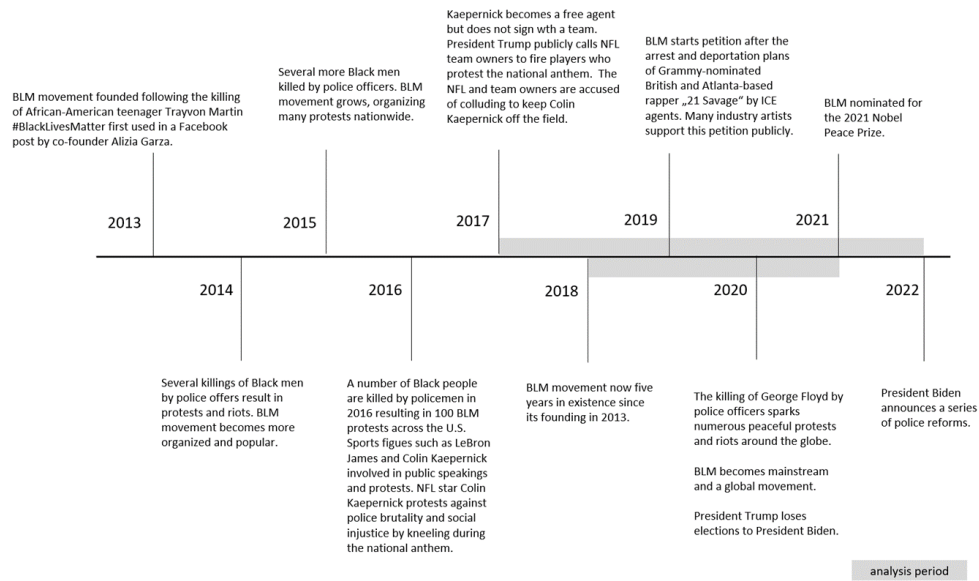 BLM movement founded following the killing
of African-American teenager Trayvon Martin
#BlackLivesMatter first used in a Facebook
post by co-founder Alizia Garza.
2013
Several killings of Black men
by police offers result in
protests and riots. BLM
movement becomes more
organized and popular.
2014
Several more Black men
killed by police officers. BLM
movement grows, organizing
many protests nationwide.
2015
A number of Black people
are killed by policemen in
2016 resulting in 100 BLM
protests across the U.S.
Sports figues such as LeBron
James and Colin Kaepernick
involved in public speakings
and protests. NFL star Colin
Kaepernick protests against
police brutality and social
injustice by kneeling during
the national anthem.
2016
Kaepernick becomes a free agent
but does not sign wth a team.
President Trump publicly calls NFL
team owners to fire players who
protest the national anthem. The
NFL and team owners are accused
of colluding to keep Colin
Kaepernick off the field.
2017
BLM movement now five
years in existence since
its founding in 2013.
2018
BLM starts petition after the
arrest and deportation plans
of Grammy-nominated
British and Atlanta-based
rapper „21 Savage“ by ICE
agents. Many industry artists
support this petition publicly.
2019
The killing of George Floyd by
police officers sparks
numerous peaceful protests
and riots around the globe.
BLM becomes mainstream
and a global movement.
President Trump loses
elections to President Biden.
2020
BLM nominated for
the 2021 Nobel
Peace Prize.
2021
President Biden
announces a series
of police reforms.
2022
analysis period